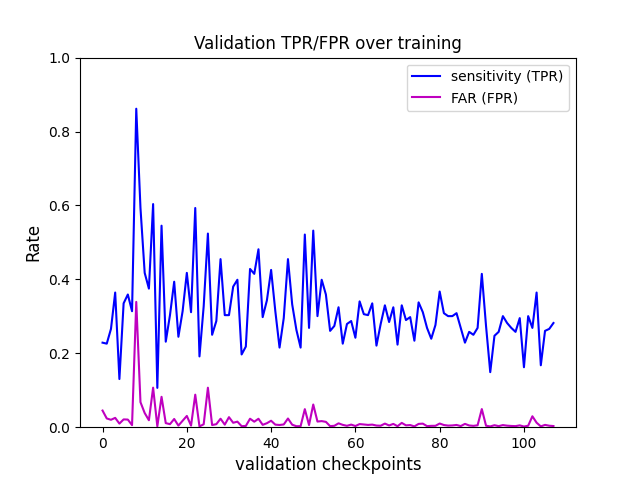 Validation TPR/FPR over training
sensitivity (TPR)
FAR (FPR)
1.0
0.8
0.6
0.4
0.2
0.0
Rate
0 20 40 60 80 100
validation checkpoints